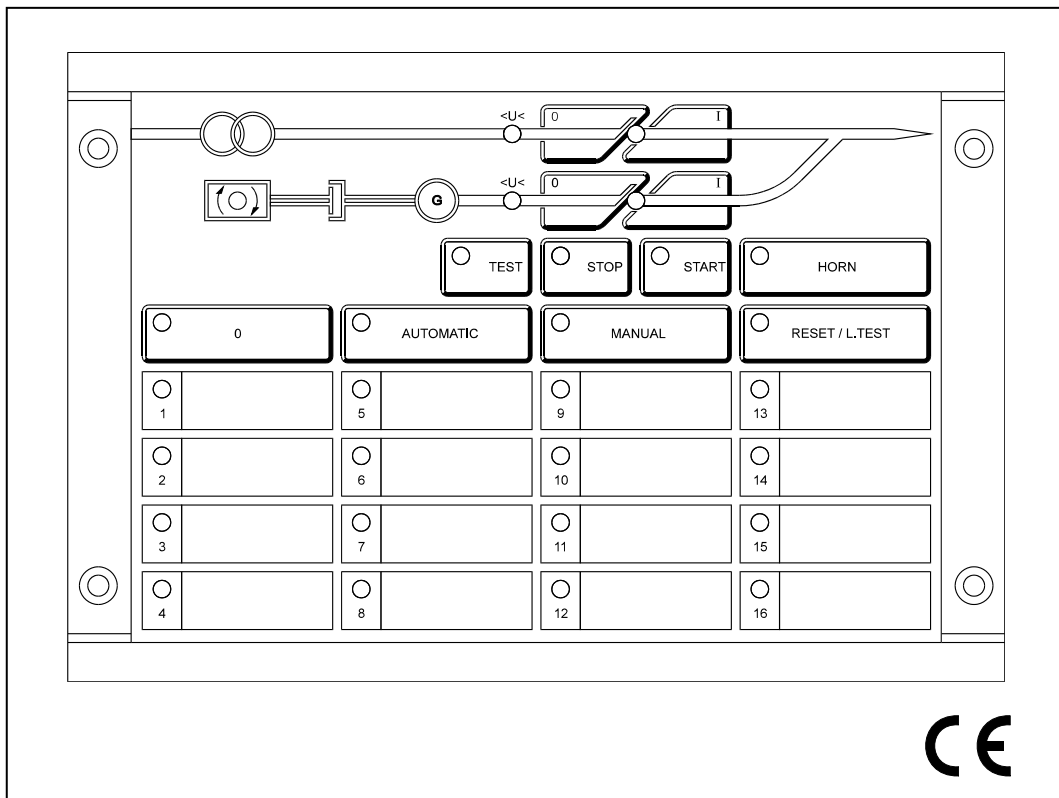 <U< 0 I
<U< 0 I
G
TEST STOP START HORN
0 AUTOMATIC MANUAL RESET / L.TEST
1 5 9 13
2 6 10 14
3 7 11 15
4 8 12 16
CE